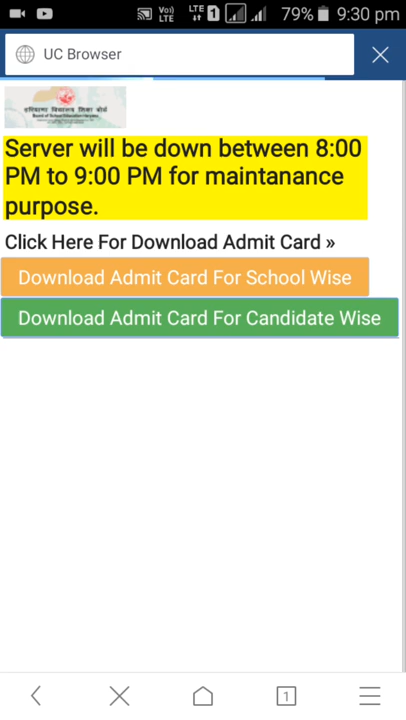 Voı) LTE LTE 1 79% 9:30 pm
UC Browser
हरियाणा विद्यालय शिक्षा बोर्ड
Board of School Education Haryana
Server will be down between 8:00
PM to 9:00 PM for maintanance
purpose.
Click Here For Download Admit Card »
Download Admit Card For School Wise
Download Admit Card For Candidate Wise
1